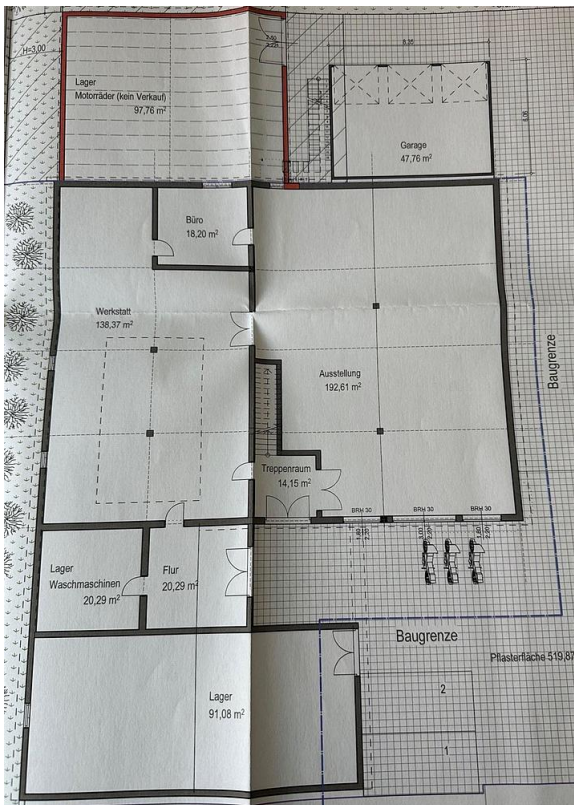 H=3,00
Lager
Motorräder (kein Verkauf)
97,76 m²
Garage
47,76 m²
Büro
18,20 m²
Werkstatt
138,37 m²
Ausstellung
192,61 m²
Baugrenze
Treppenraum
14,15 m²
BRH 30
BRH 30
BRH 30
Lager
Waschmaschinen
20,29 m²
Flur
20,29 m²
Baugrenze
Pflasterfläche 519,87
Lager
91,08 m²
2
1